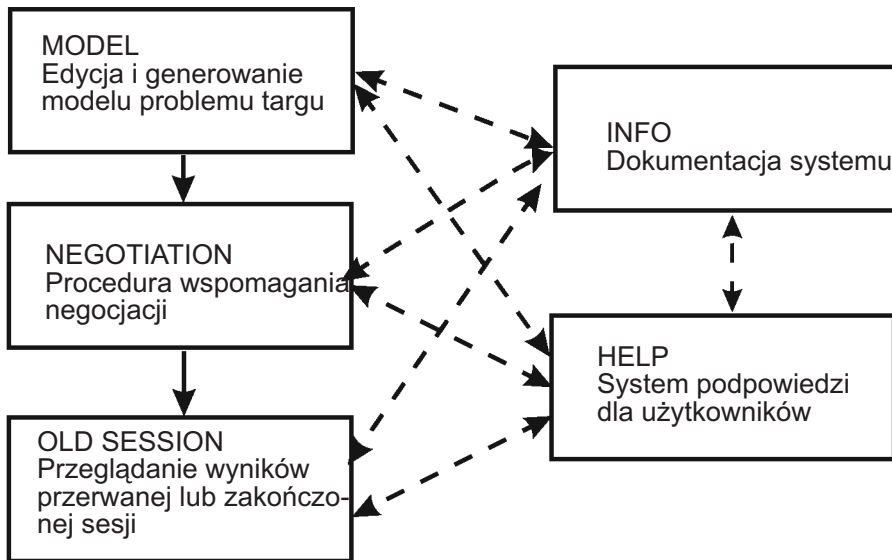 MODEL
Edycja i generowanie
modelu problemu targu
INFO
Dokumentacja systemu
NEGOTIATION
Procedura wspomagania
negocjacji
HELP
System podpowiedzi
dla użytkowników
OLD SESSION
Przeglądanie wyników
przerwanej lub zakończo-
nej sesji